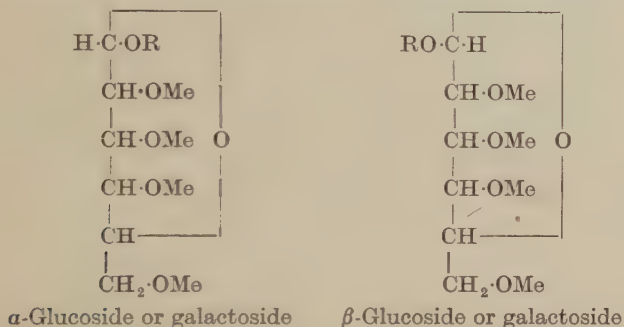 H·C·OR RO·C·H
CH·OMe CH·OMe
CH·OMe O CH·OMe O
CH·OMe CH·OMe
CH CH
CH₂·OMe CH₂·OMe
α-Glucoside or galactoside β-Glucoside or galactoside